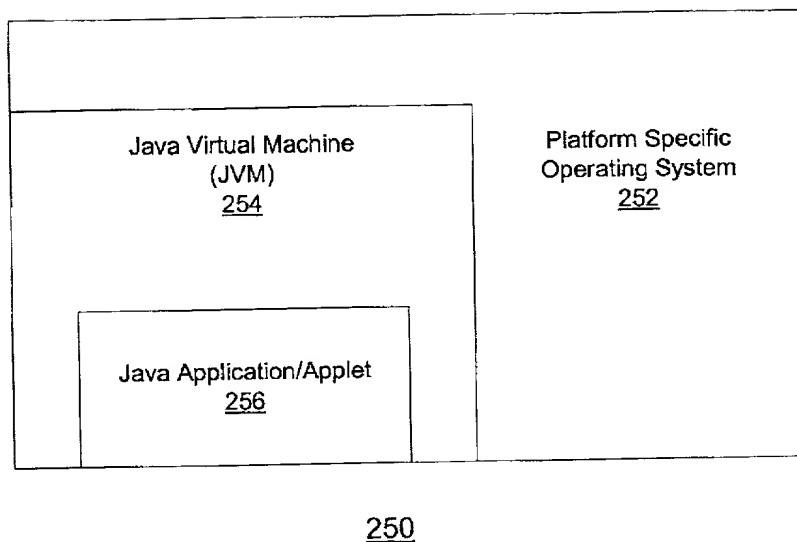 Java Virtual Machine
(JVM)
254
Platform Specific
Operating System
252
Java Application/Applet
256
250